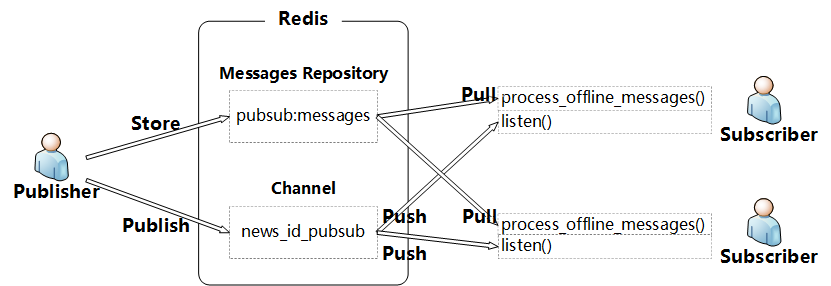 Redis
Messages Repository
pubsub:messages
Store
Publisher
Publish
Channel
news_id_pubsub
Pull
process_offline_messages()
listen()
Subscriber
Push
Pull
Push
process_offline_messages()
listen()
Subscriber